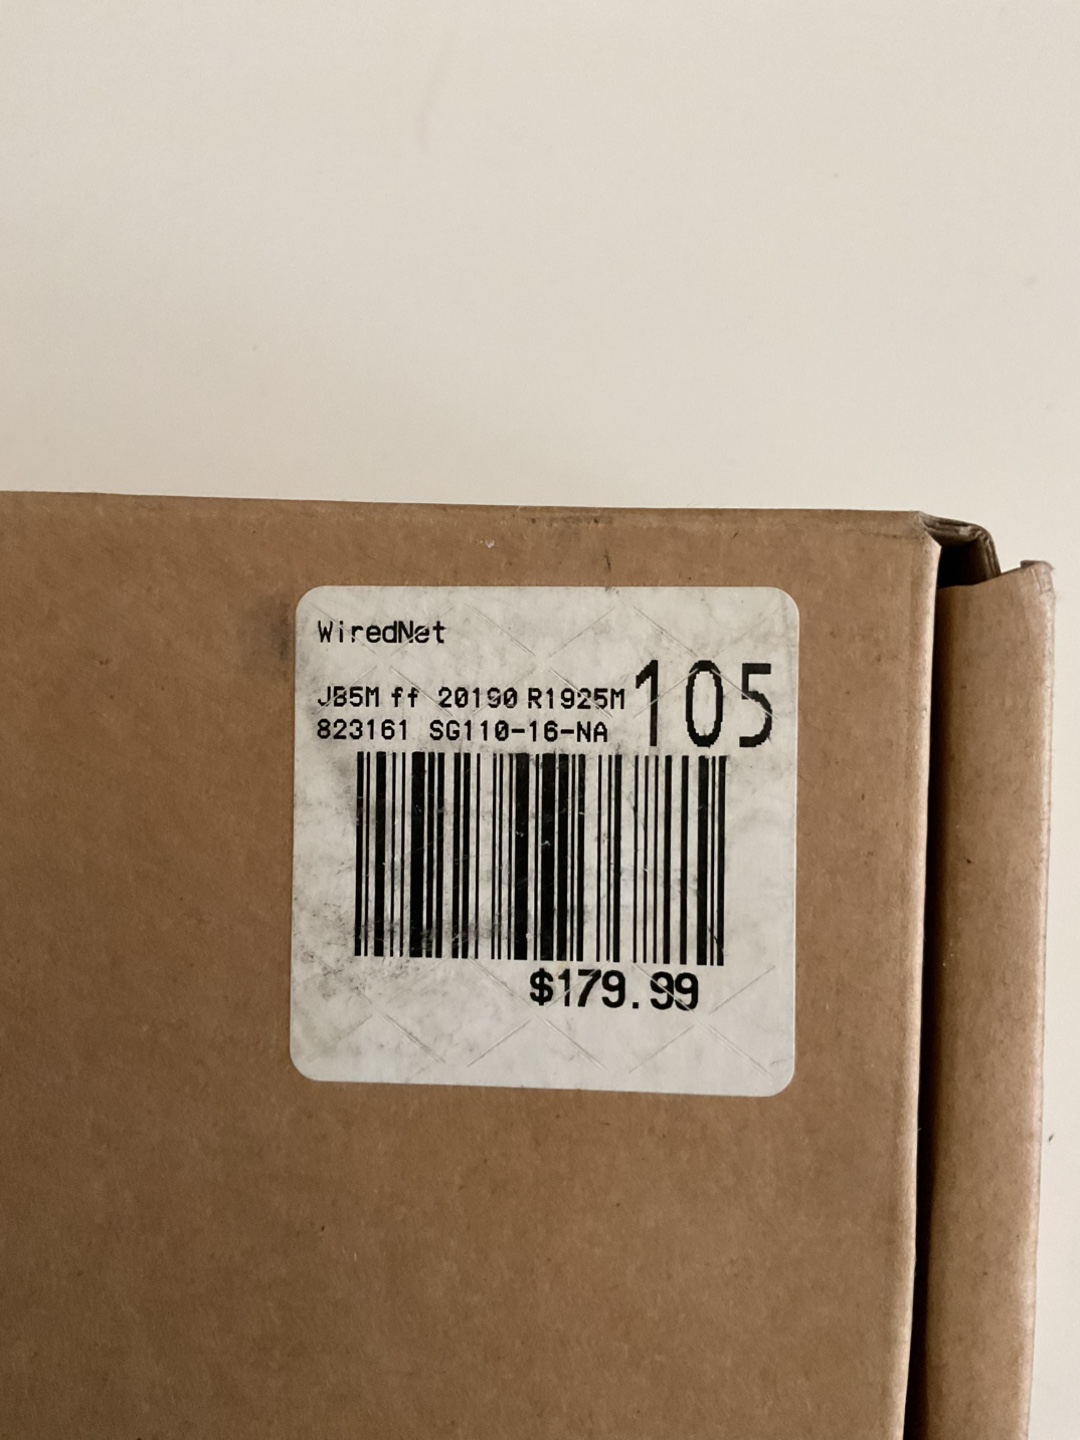 WiredNet
JB5M ff 20190 R1925M 105
823161 SG110-16-NA
$179.99